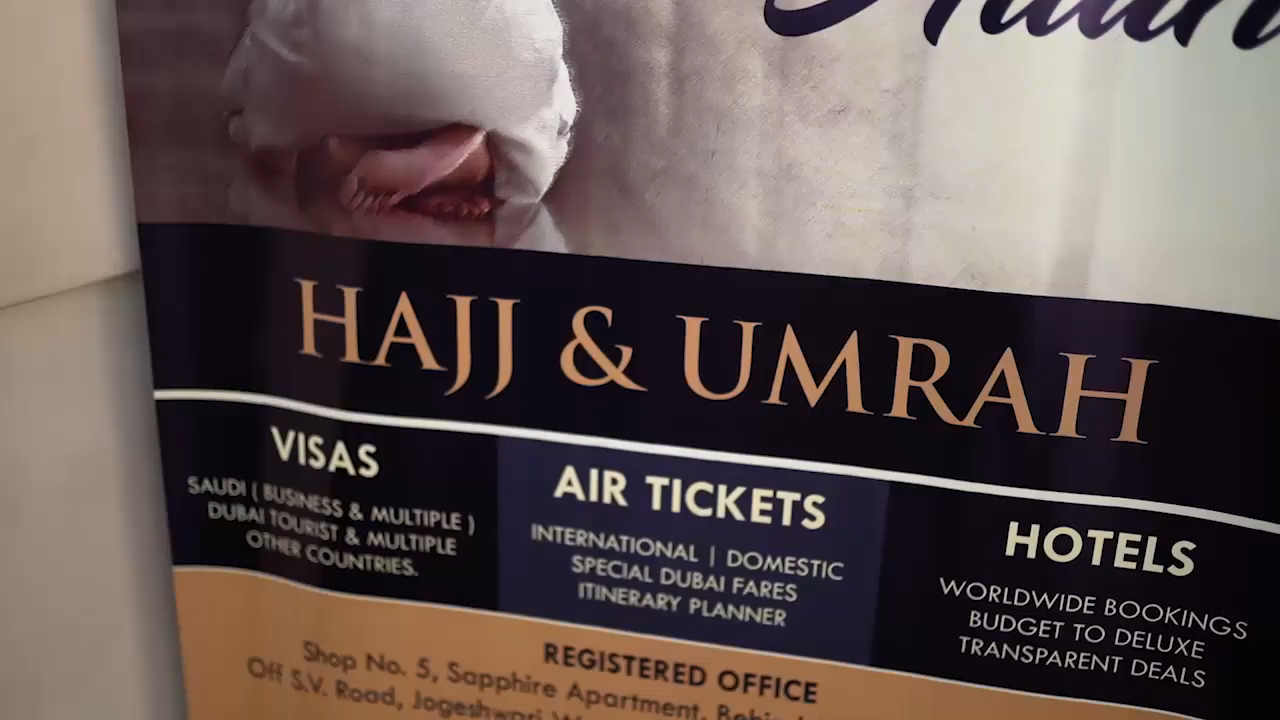 HAJJ & UMRAH
VISAS
SAUDI ( BUSINESS & MULTIPLE )
DUBAI TOURIST & MULTIPLE
OTHER COUNTRIES.
AIR TICKETS
INTERNATIONAL | DOMESTIC
SPECIAL DUBAI FARES
ITINERARY PLANNER
HOTELS
WORLDWIDE BOOKINGS
BUDGET TO DELUXE
TRANSPARENT DEALS
REGISTERED OFFICE
Shop No. 5, Sapphire Apartment,
Off S.V. Road, Jogeshwari